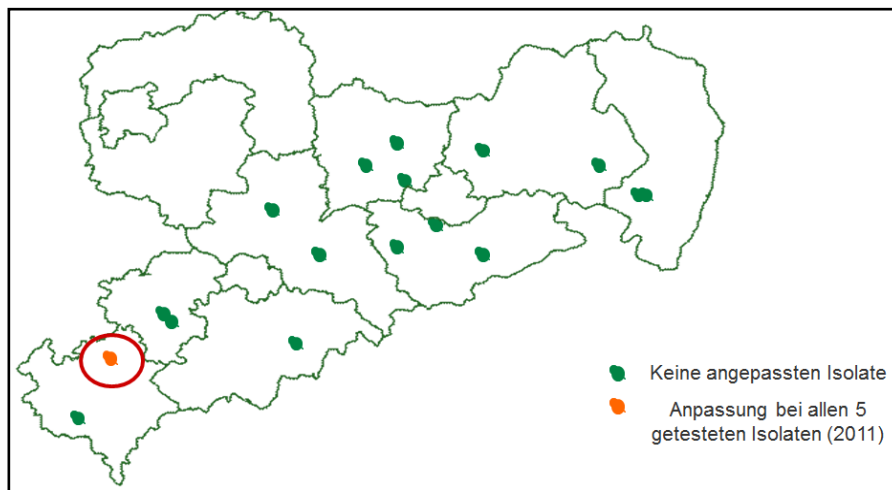 Keine angepassten Isolate
Anpassung bei allen 5
getesteten Isolaten (2011)